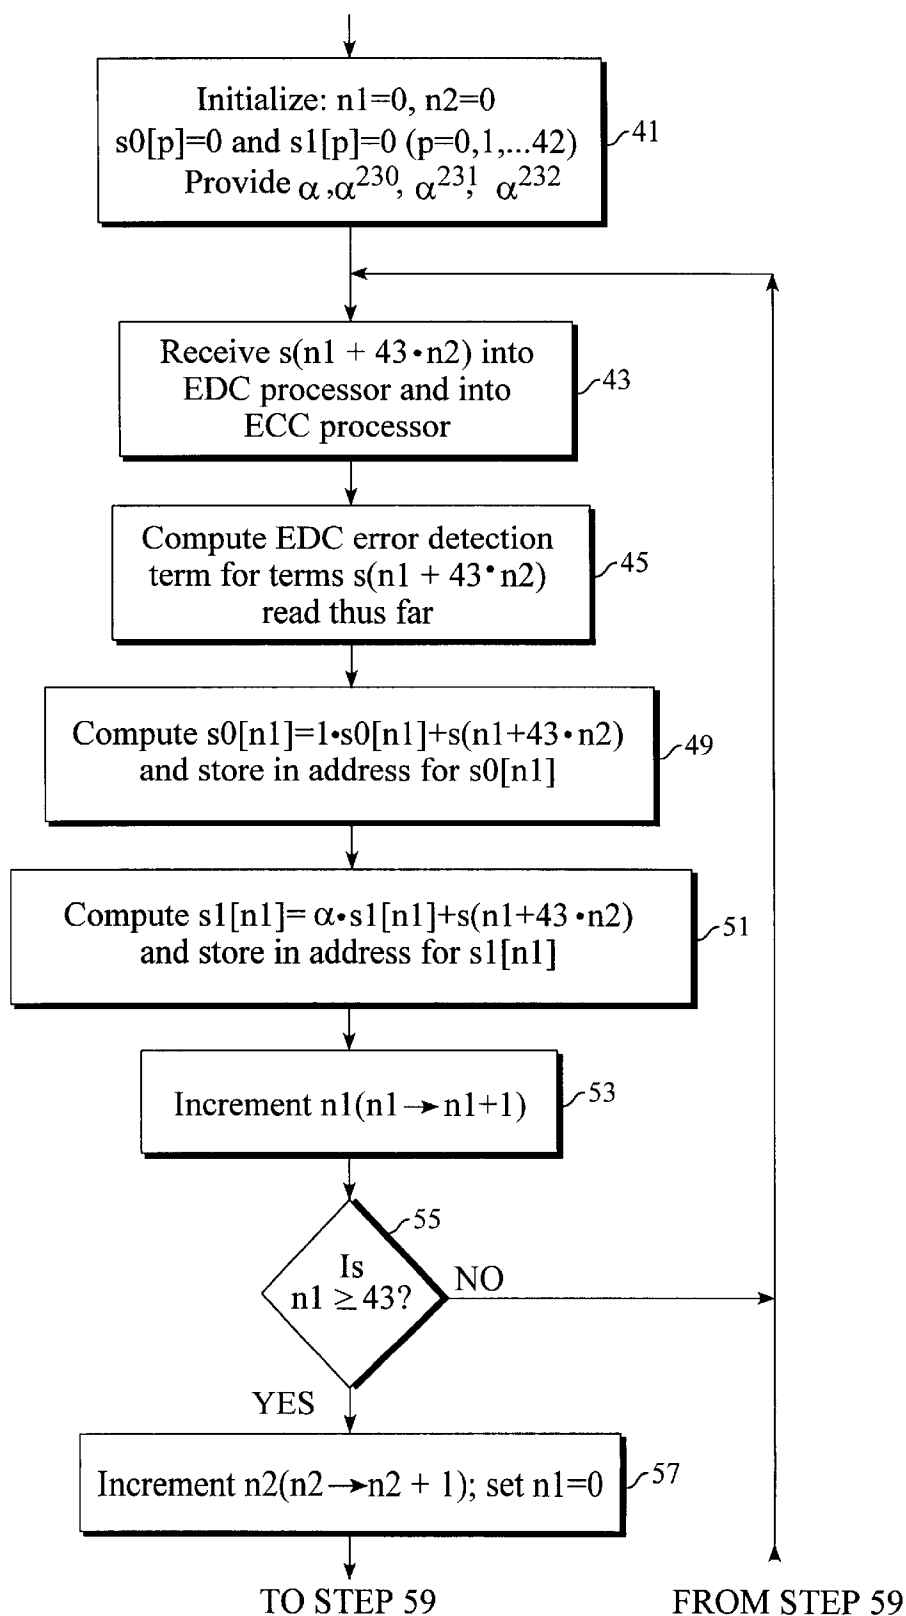 Initialize: n1=0, n2=0
s0[p]=0 and s1[p]=0 (p=0,1,...42)
Provide α ,α²³⁰, α²³¹, α²³²
41
Receive s(n1 + 43•n2) into
EDC processor and into
ECC processor
43
Compute EDC error detection
term for terms s(n1 + 43•n2)
read thus far
45
Compute s0[n1]=1•s0[n1]+s(n1+43•n2)
and store in address for s0[n1]
49
Compute s1[n1]= α•s1[n1]+s(n1+43•n2)
and store in address for s1[n1]
51
Increment n1(n1→n1+1)
53
55
Is
n1 ≥ 43?
NO
YES
Increment n2(n2→n2 + 1); set n1=0
57
TO STEP 59
FROM STEP 59